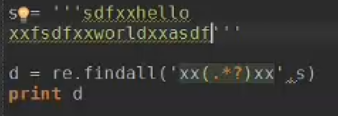 s = '''sdfxxhello
xxfsdfxxworldxxasdf'''
d = re.findall('xx(.*?)xx',s)
print d